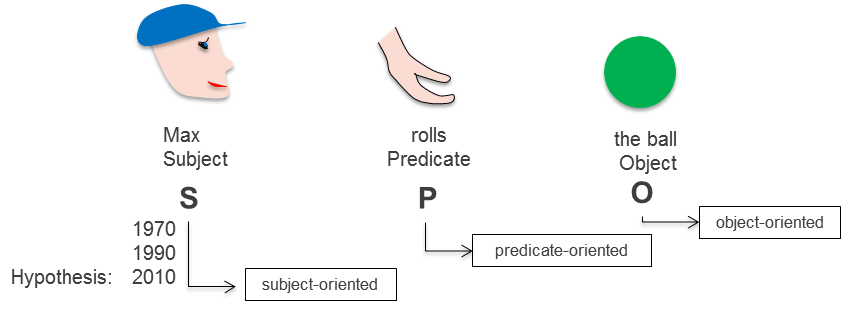 Max
Subject
S
rolls
Predicate
P
the ball
Object
O
1970
1990
Hypothesis: 2010
object-oriented
predicate-oriented
subject-oriented